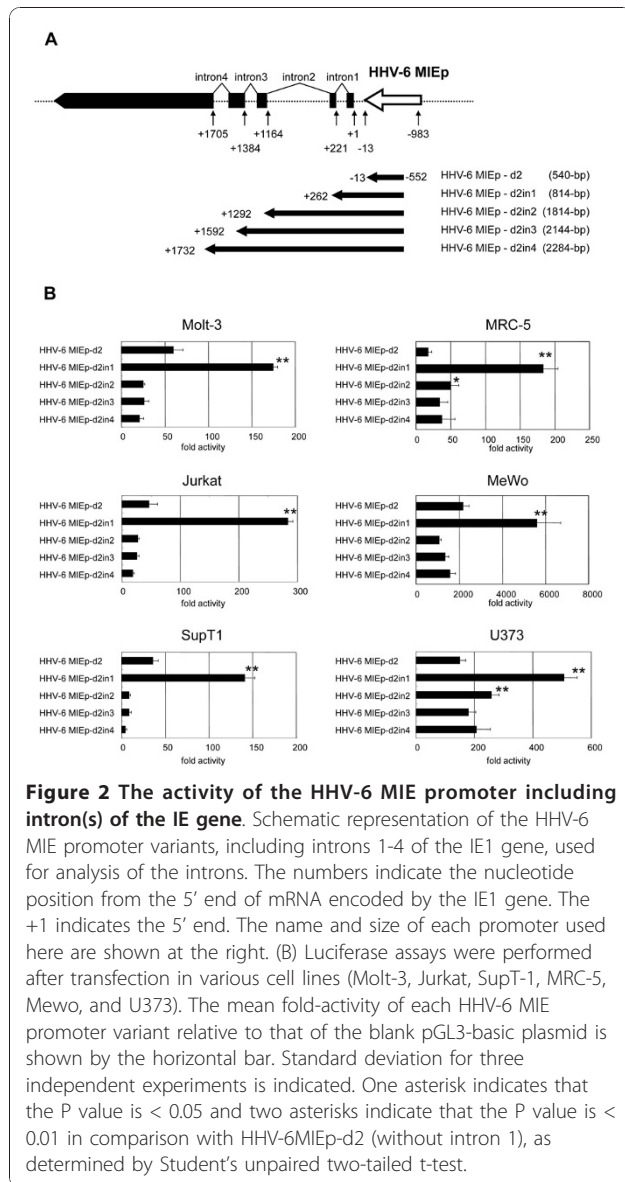 A
HHV-6 MIEp
intron4 intron3 intron2 intron1
+1705 +1164 +1 -983
+1384 +221 -13
-13 -552 HHV-6 MIEp - d2 (540-bp)
+262 HHV-6 MIEp - d2in1 (814-bp)
+1292 HHV-6 MIEp - d2in2 (1814-bp)
+1592 HHV-6 MIEp - d2in3 (2144-bp)
+1732 HHV-6 MIEp - d2in4 (2284-bp)
B
Molt-3
HHV-6 MIEp-d2
HHV-6 MIEp-d2in1 **
HHV-6 MIEp-d2in2
HHV-6 MIEp-d2in3
HHV-6 MIEp-d2in4
0 50 100 150 200
fold activity
MRC-5
HHV-6 MIEp-d2
HHV-6 MIEp-d2in1 **
HHV-6 MIEp-d2in2 *
HHV-6 MIEp-d2in3
HHV-6 MIEp-d2in4
0 50 100 150 200 250
fold activity
Jurkat
HHV-6 MIEp-d2
HHV-6 MIEp-d2in1 **
HHV-6 MIEp-d2in2
HHV-6 MIEp-d2in3
HHV-6 MIEp-d2in4
0 100 200 300
fold activity
MeWo
HHV-6 MIEp-d2
HHV-6 MIEp-d2in1 **
HHV-6 MIEp-d2in2
HHV-6 MIEp-d2in3
HHV-6 MIEp-d2in4
0 2000 4000 6000 8000
fold activity
SupT1
HHV-6 MIEp-d2
HHV-6 MIEp-d2in1 **
HHV-6 MIEp-d2in2
HHV-6 MIEp-d2in3
HHV-6 MIEp-d2in4
0 50 100 150 200
fold activity
U373
HHV-6 MIEp-d2
HHV-6 MIEp-d2in1 **
HHV-6 MIEp-d2in2 **
HHV-6 MIEp-d2in3
HHV-6 MIEp-d2in4
0 200 400 600
fold activity
Figure 2 The activity of the HHV-6 MIE promoter including
intron(s) of the IE gene. Schematic representation of the HHV-6
MIE promoter variants, including introns 1-4 of the IE1 gene, used
for analysis of the introns. The numbers indicate the nucleotide
position from the 5’ end of mRNA encoded by the IE1 gene. The
+1 indicates the 5’ end. The name and size of each promoter used
here are shown at the right. (B) Luciferase assays were performed
after transfection in various cell lines (Molt-3, Jurkat, SupT-1, MRC-5,
Mewo, and U373). The mean fold-activity of each HHV-6 MIE
promoter variant relative to that of the blank pGL3-basic plasmid is
shown by the horizontal bar. Standard deviation for three
independent experiments is indicated. One asterisk indicates that
the P value is < 0.05 and two asterisks indicate that the P value is <
0.01 in comparison with HHV-6MIEp-d2 (without intron 1), as
determined by Student’s unpaired two-tailed t-test.